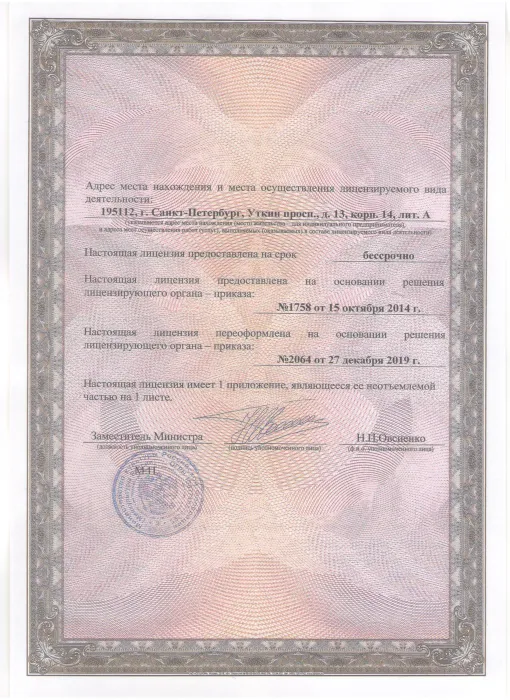 Адрес места нахождения и места осуществления лицензируемого вида
деятельности:
195112, г. Санкт-Петербург, Уткин просп., д. 13, корп. 14, лит. А
(указывается адрес места нахождения (место жительства - для индивидуального предпринимателя),
и адреса мест осуществления работ (услуг), выполняемых (оказываемых) в составе лицензируемого вида деятельности)
Настоящая лицензия предоставлена на срок бессрочно
Настоящая лицензия предоставлена на основании решения
лицензирующего органа – приказа:
№1758 от 15 октября 2014 г.
Настоящая лицензия переоформлена на основании решения
лицензирующего органа – приказа:
№2064 от 27 декабря 2019 г.
Настоящая лицензия имеет 1 приложение, являющееся ее неотъемлемой
частью на 1 листе.
Заместитель Министра Н.П.Овсиенко
(должность уполномоченного лица) (подпись уполномоченного лица) (ф.и.о. уполномоченного лица)
М.П.